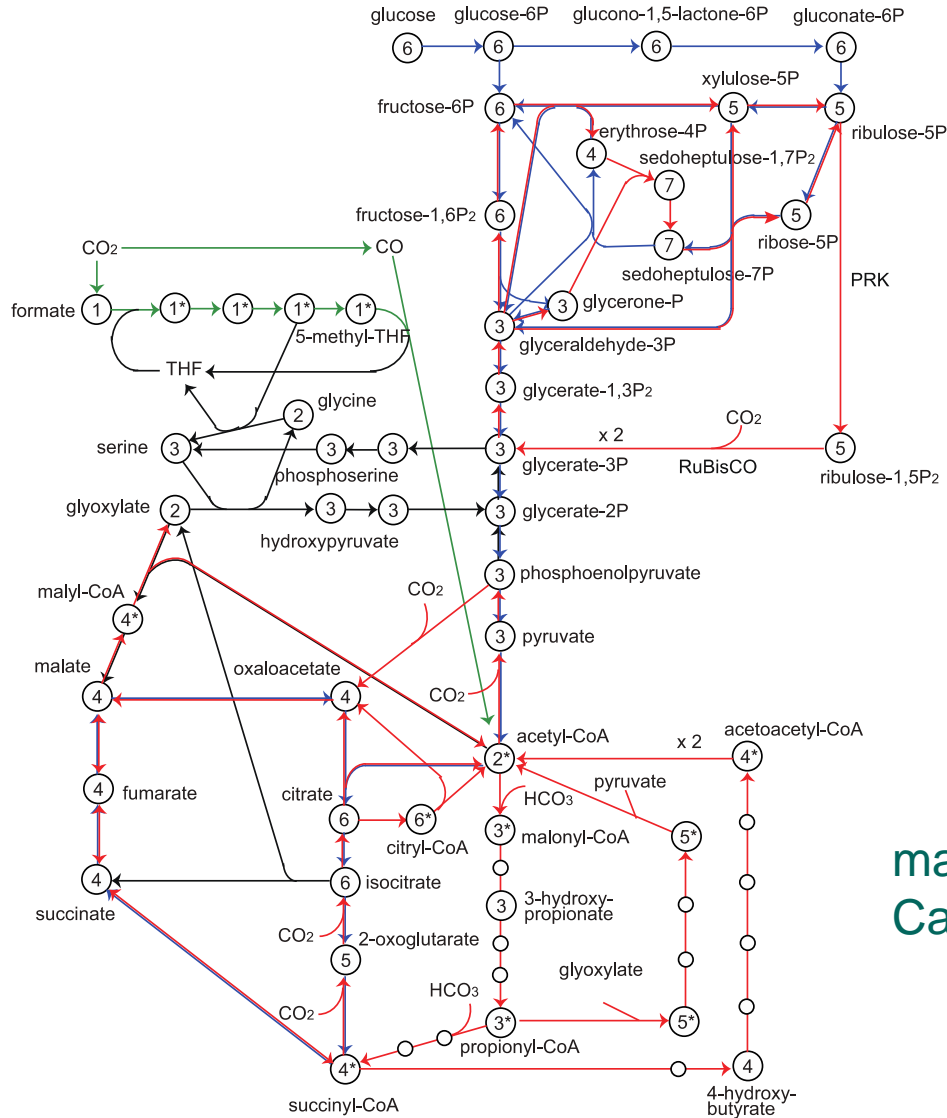 glucose
glucose-6P
glucono-1,5-lactone-6P
gluconate-6P
6
6
6
6
xylulose-5P
fructose-6P
6
5
5
erythrose-4P
ribulose-5P
4
sedoheptulose-1,7P2
7
fructose-1,6P2
6
5
ribose-5P
CO2
CO
7
sedoheptulose-7P
PRK
formate
1
1*
1*
1*
1*
3
glycerone-P
5-methyl-THF
3
glyceraldehyde-3P
THF
3
glycerate-1,3P2
glycine
2
CO2
serine
3
3
3
3
x 2
5
phosphoserine
glycerate-3P
RuBisCO
ribulose-1,5P2
glyoxylate
2
3
3
3
glycerate-2P
hydroxypyruvate
3
phosphoenolpyruvate
malyl-CoA
CO2
4*
3
pyruvate
malate
oxaloacetate
4
4
CO2
acetyl-CoA
x 2
acetoacetyl-CoA
2*
4*
4
fumarate
citrate
HCO3
pyruvate
6
6*
3*
malonyl-CoA
5*
citryl-CoA
ma
4
6
isocitrate
3
3-hydroxy-
propionate
Ca
succinate
CO2
2-oxoglutarate
5
glyoxylate
CO2
HCO3
3*
5*
propionyl-CoA
4*
4
succinyl-CoA
4-hydroxy-
butyrate